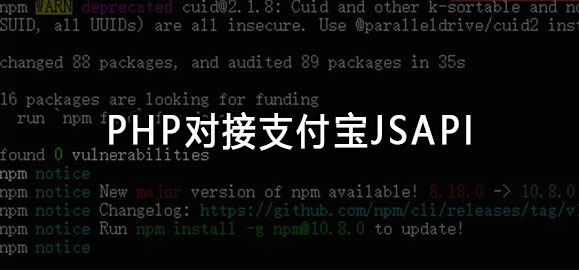 npm WARN deprecated cuid@2.1.8: Cuid and other k-sortable and no
SUID, all UUIDs) are all insecure. Use @paralleldrive/cuid2 inst
changed 88 packages, and audited 89 packages in 35s
16 packages are looking for funding
run `npm fund` for
PHP对接支付宝JSAPI
found 0 vulnerabilities
npm notice
npm notice New major version of npm available! 8.18.0 -> 10.8.0
npm notice Changelog: https://github.com/npm/cli/releases/tag/v
npm notice Run npm install -g npm@10.8.0 to update!
npm notice